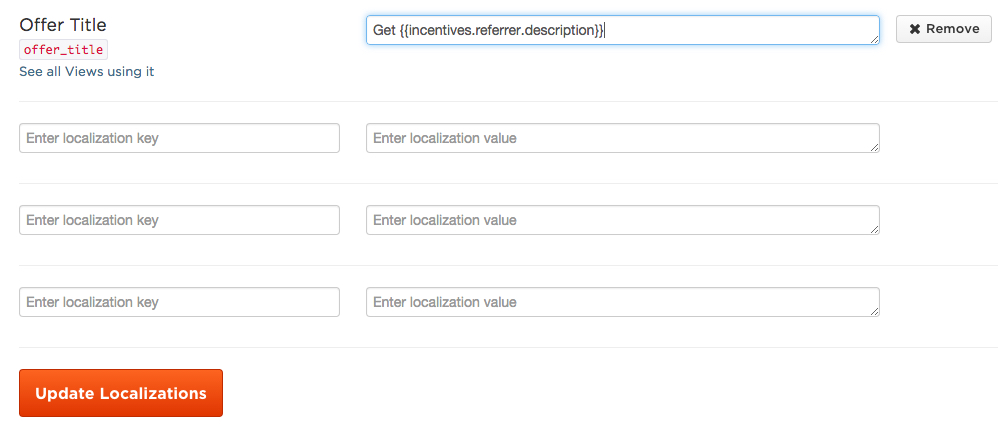 Offer Title
Get {{incentives.referrer.description}}
✖ Remove
offer_title
See all Views using it
Enter localization key
Enter localization value
Enter localization key
Enter localization value
Enter localization key
Enter localization value
Update Localizations